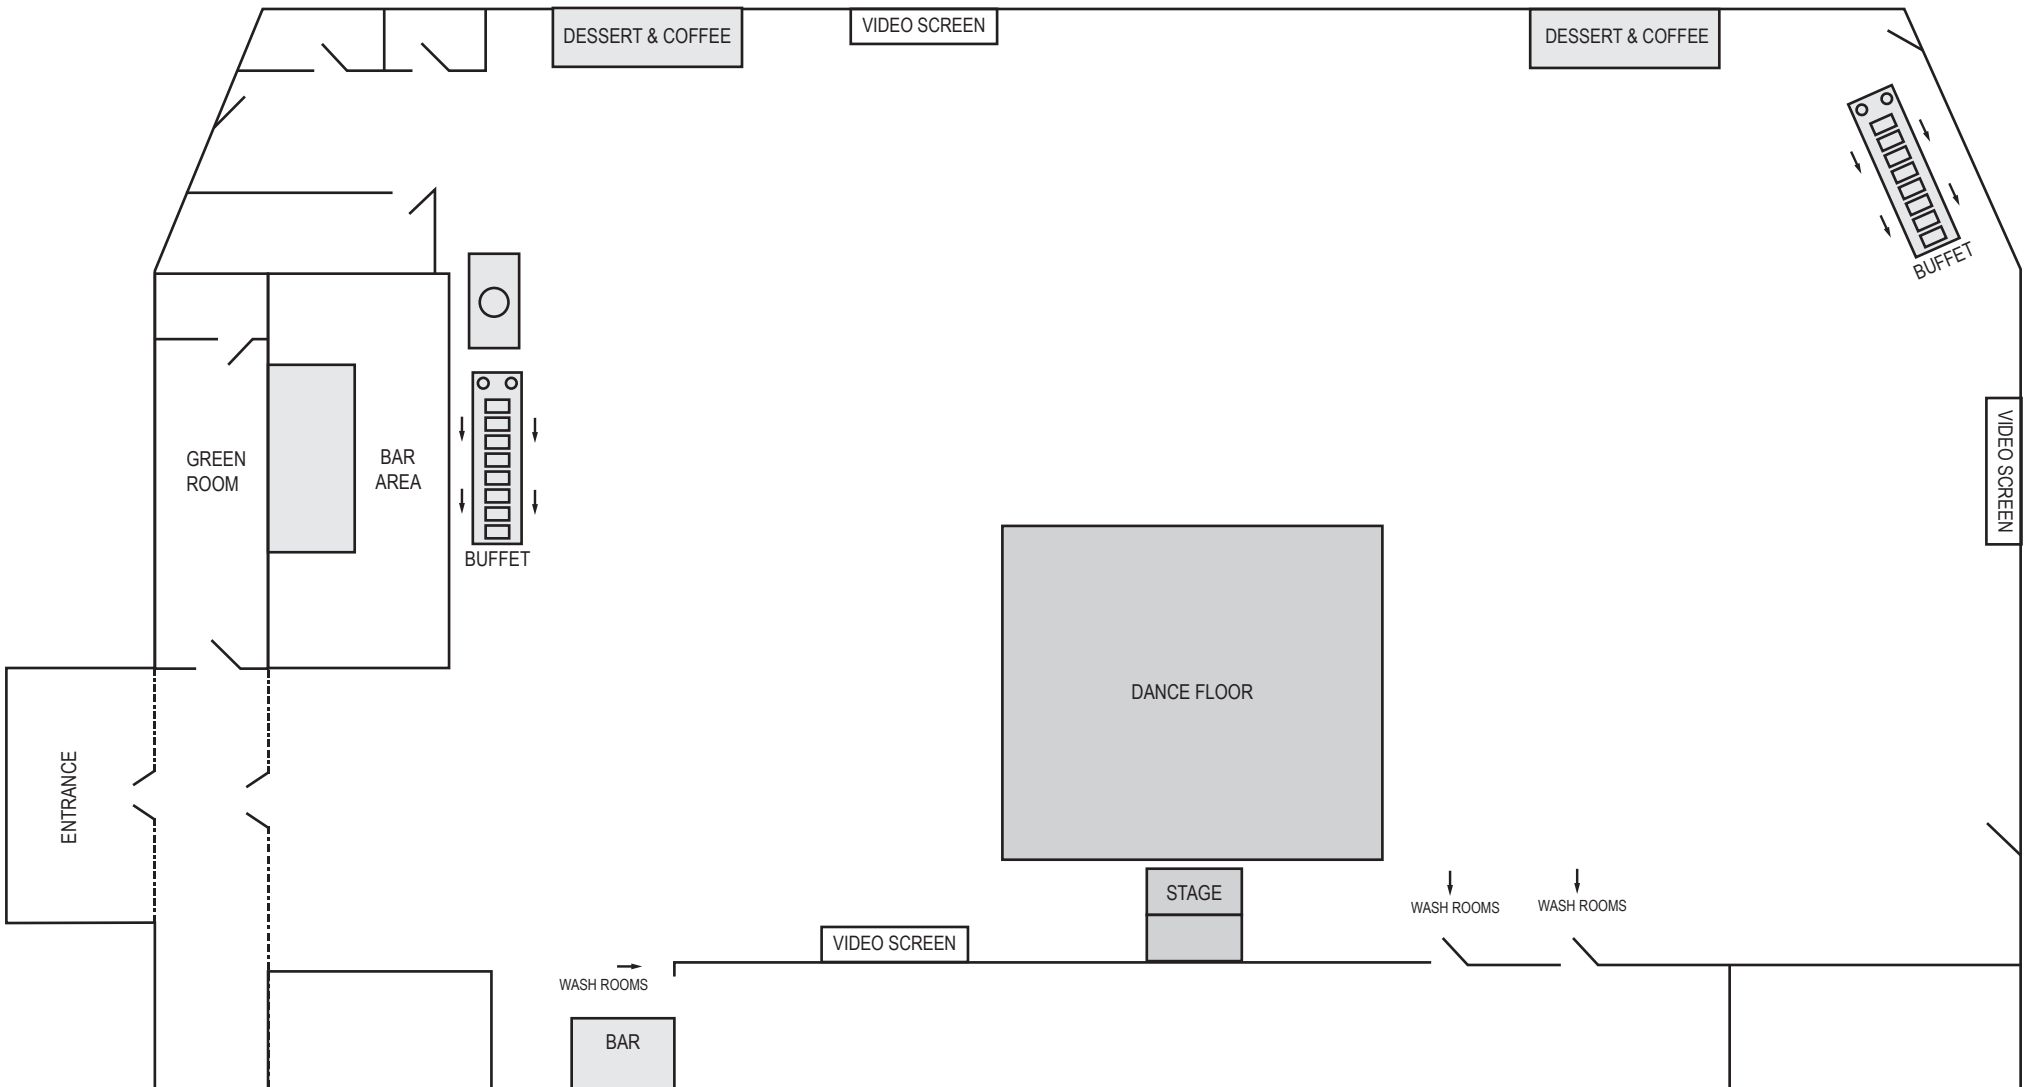 DESSERT & COFFEE
VIDEO SCREEN
DESSERT & COFFEE
BUFFET
GREEN
ROOM
BAR
AREA
VIDEO SCREEN
BUFFET
DANCE FLOOR
ENTRANCE
STAGE
WASH ROOMS
WASH ROOMS
VIDEO SCREEN
WASH ROOMS
BAR